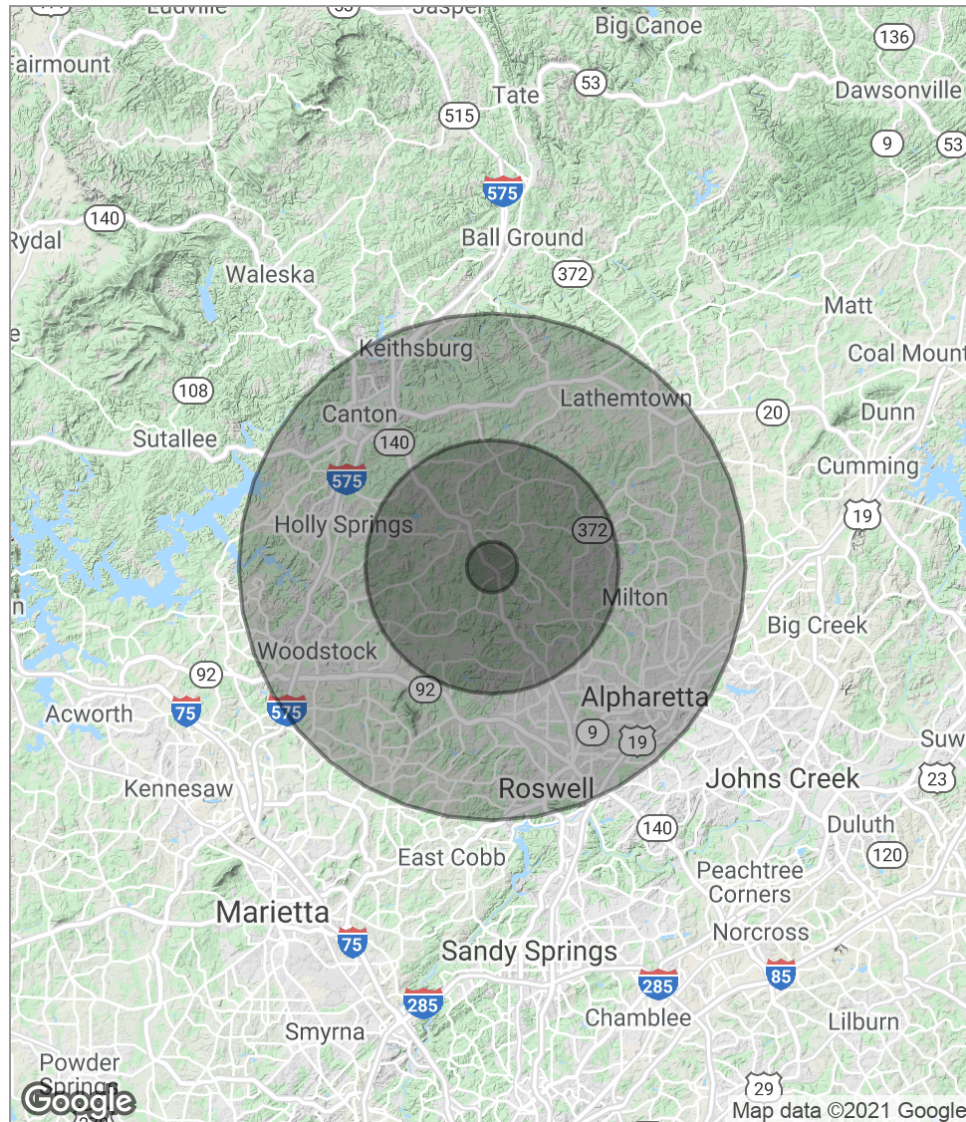 Ludville
53
Jasper
Big Canoe
136
Fairmount
53
Tate
515
Dawsonville
9
53
575
140
Rydal
Ball Ground
Waleska
372
Matt
Keithsburg
Coal Mount
108
Lathemtown
Canton
20
Dunn
Sutallee
140
Cumming
575
19
Holly Springs
372
Milton
Big Creek
Woodstock
92
92
Acworth
75
575
Alpharetta
9
19
Suw
Kennesaw
Roswell
Johns Creek
23
140
Duluth
East Cobb
120
Peachtree
Corners
Marietta
75
Norcross
Sandy Springs
285
285
85
Smyrna
Chamblee
Lilburn
Powder
Springs
29
Google
Map data ©2021 Google